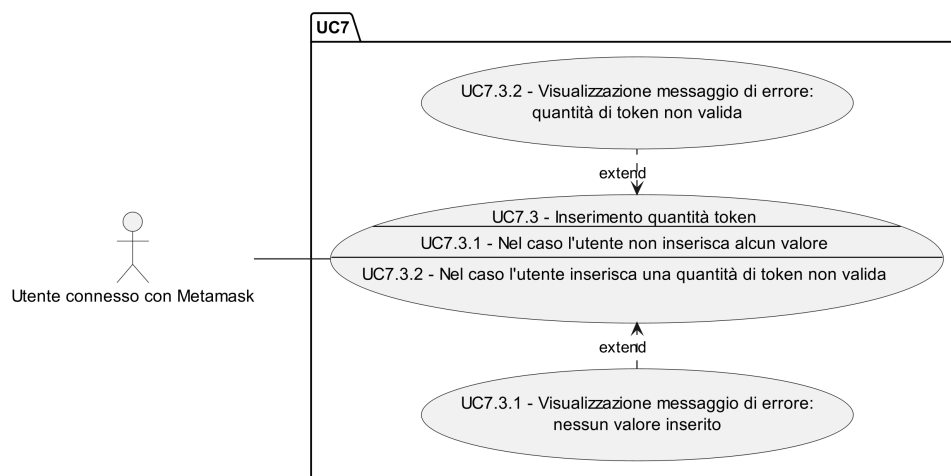 UC7
UC7.3.2 - Visualizzazione messaggio di errore:
quantità di token non valida
extend
UC7.3 - Inserimento quantità token
UC7.3.1 - Nel caso l'utente non inserisca alcun valore
UC7.3.2 - Nel caso l'utente inserisca una quantità di token non valida
Utente connesso con Metamask
extend
UC7.3.1 - Visualizzazione messaggio di errore:
nessun valore inserito